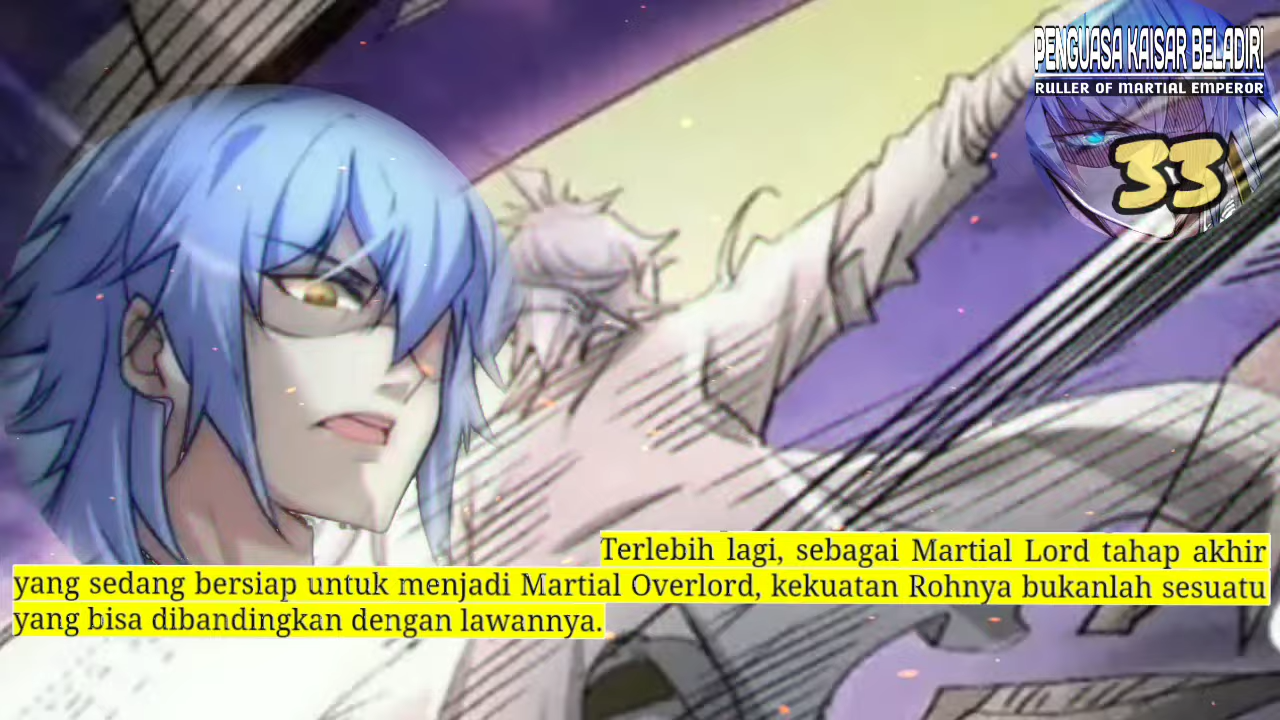 PENGUASA KAISAR BELADIRI
RULLER OF MARTIAL EMPEROR
33
Terlebih lagi, sebagai Martial Lord tahap akhir
yang sedang bersiap untuk menjadi Martial Overlord, kekuatan Rohnya bukanlah sesuatu
yang bisa dibandingkan dengan lawannya.